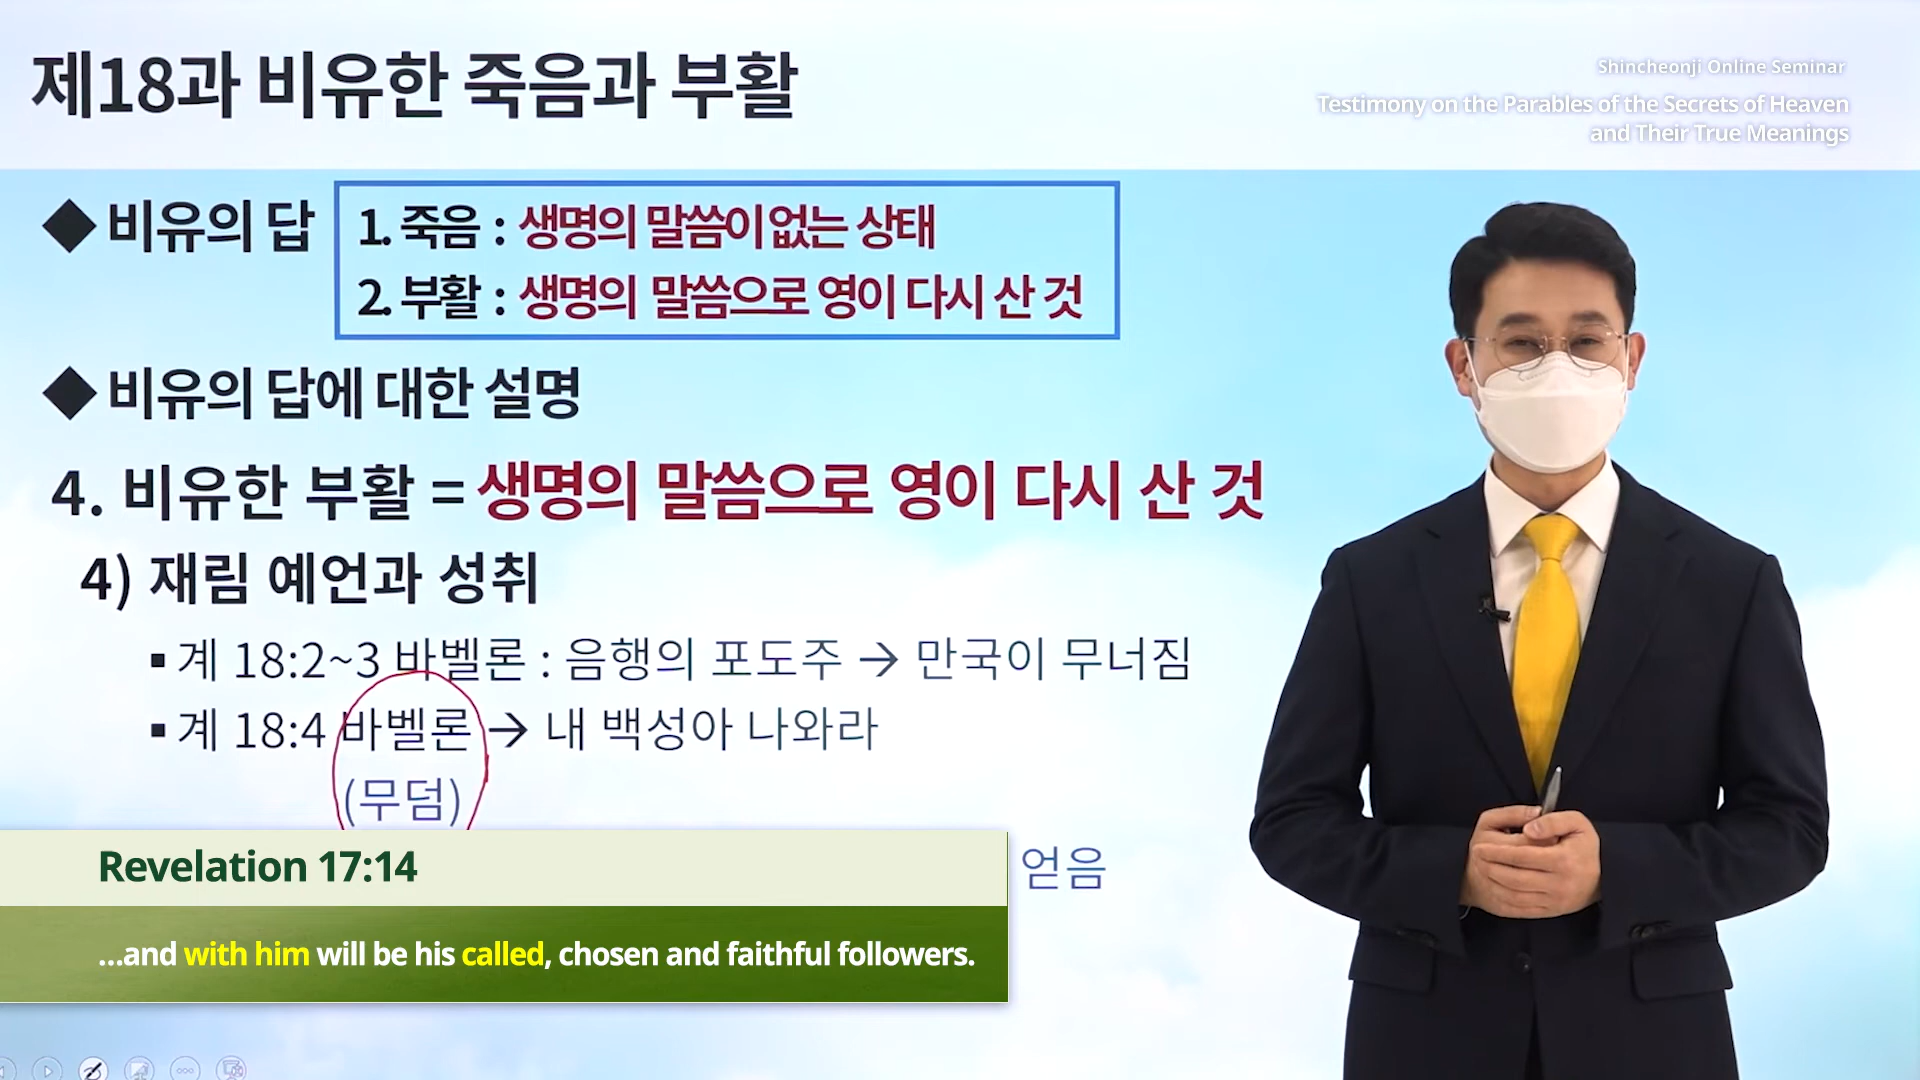 제18과 비유한 죽음과 부활
Shincheonji Online Seminar
Testimony on the Parables of the Secrets of Heaven
and Their True Meanings
◆비유의 답
1. 죽음 : 생명의 말씀이 없는 상태
2. 부활 : 생명의 말씀으로 영이 다시 산 것
◆비유의 답에 대한 설명
4. 비유한 부활 = 생명의 말씀으로 영이 다시 산 것
4) 재림 예언과 성취
▪계 18:2~3 바벨론 : 음행의 포도주 → 만국이 무너짐
▪계 18:4 바벨론 → 내 백성아 나와라
(무덤)
얻음
Revelation 17:14
...and with him will be his called, chosen and faithful followers.